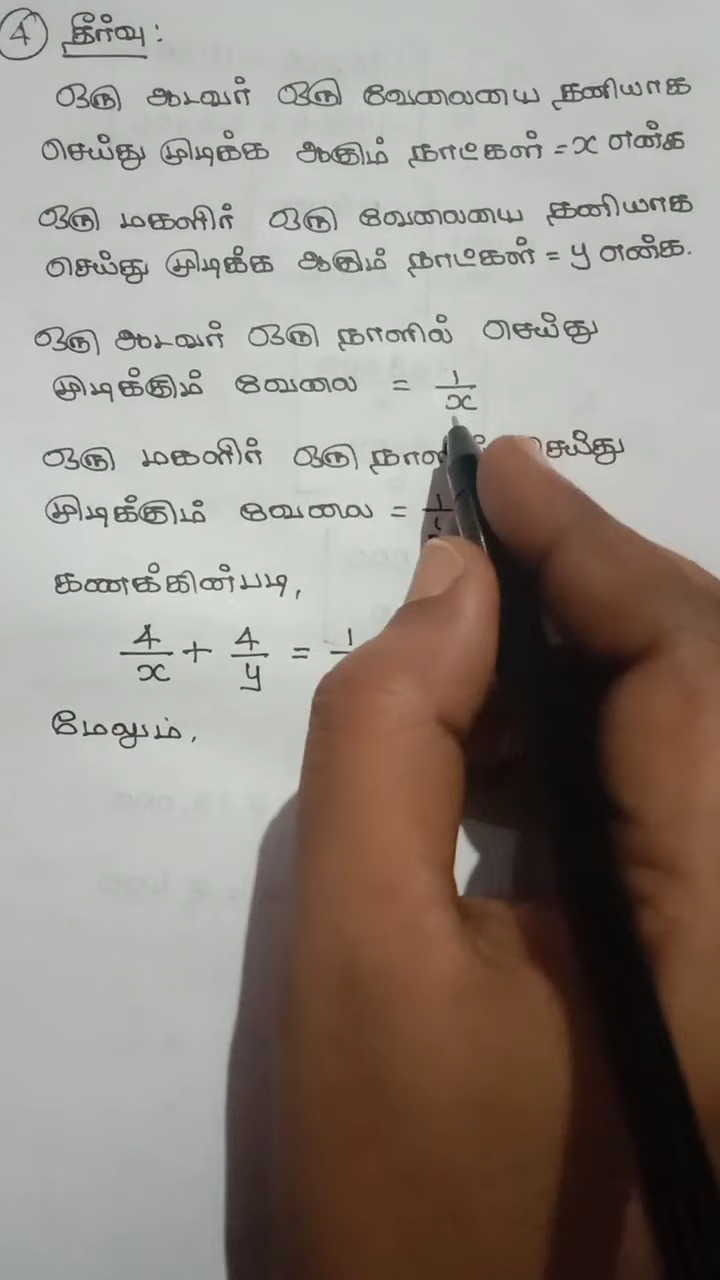 4 தீர்வு:
ஒரு ஆடவர் ஒரு வேலையை தனியாக
செய்து முடிக்க ஆகும் நாட்கள் = x என்க
ஒரு மகளிர் ஒரு வேலையை தனியாக
செய்து முடிக்க ஆகும் நாட்கள் = y என்க.
ஒரு ஆடவர் ஒரு நாளில் செய்து
முடிக்கும் வேலை = 1/x
ஒரு மகளிர் ஒரு செய்து
முடிக்கும் வேலை =
கணக்கின்படி,
4/x + 4/y =
மேலும்,